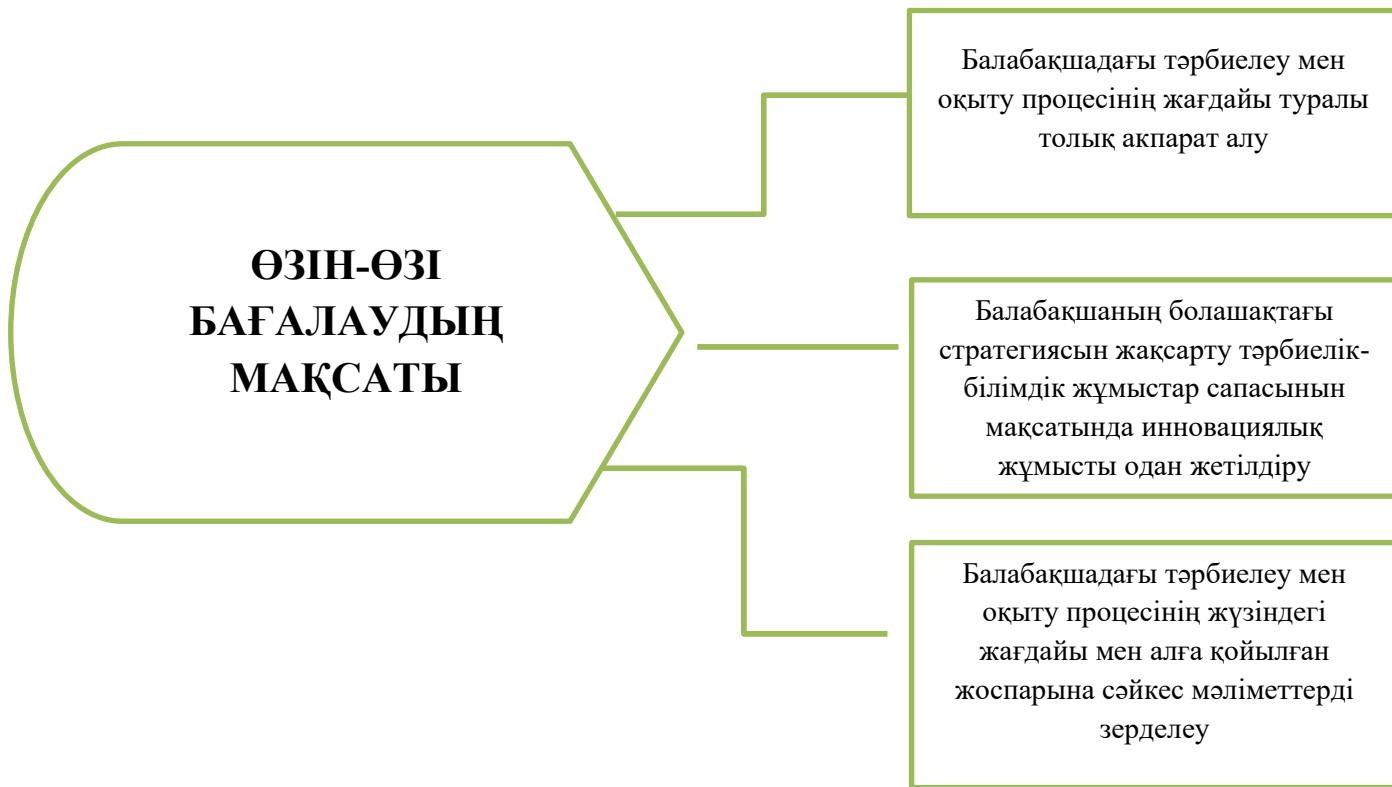 ӨЗІН-ӨЗІ
БАҒАЛАУДЫҢ
МАҚСАТЫ
Балабақшадағы тәрбиелеу мен
оқыту процесінің жағдайы туралы
толық акпарат алу
Балабақшаның болашақтағы
стратегиясын жақсарту тәрбиелік-
білімдік жұмыстар сапасынын
мақсатында инновациялық
жұмысты одан жетілдіру
Балабақшадағы тәрбиелеу мен
оқыту процесінің жүзіндегі
жағдайы мен алға қойылған
жоспарына сәйкес мәліметтерді
зерделеу